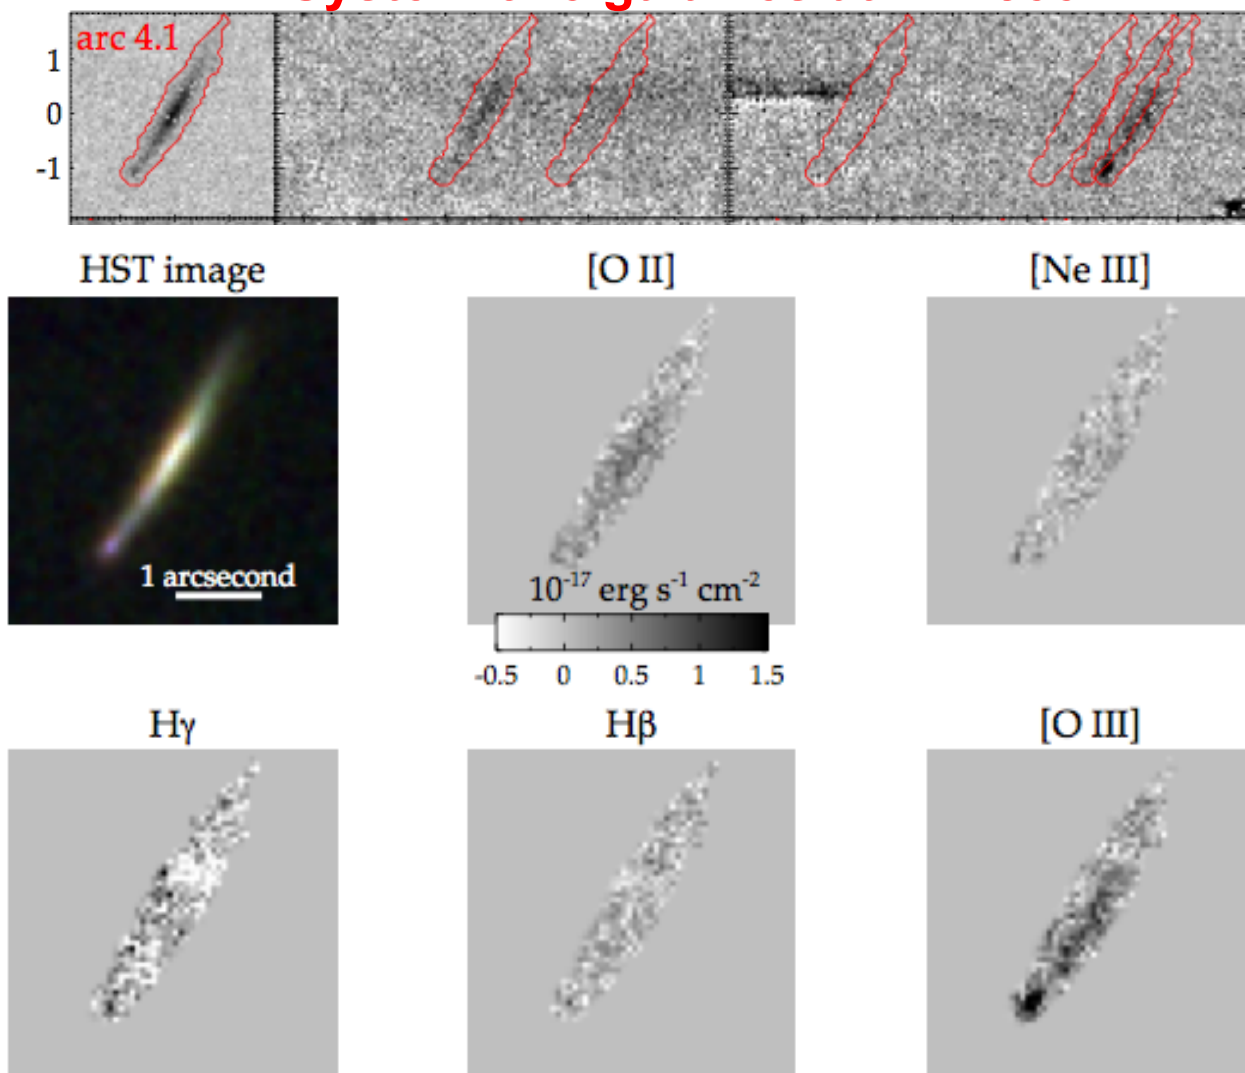 arc 4.1
1
0
-1
HST image
[O II]
[Ne III]
1 arcsecond
10⁻¹⁷ erg s⁻¹ cm⁻²
-0.5 0 0.5 1 1.5
Hγ
Hβ
[O III]